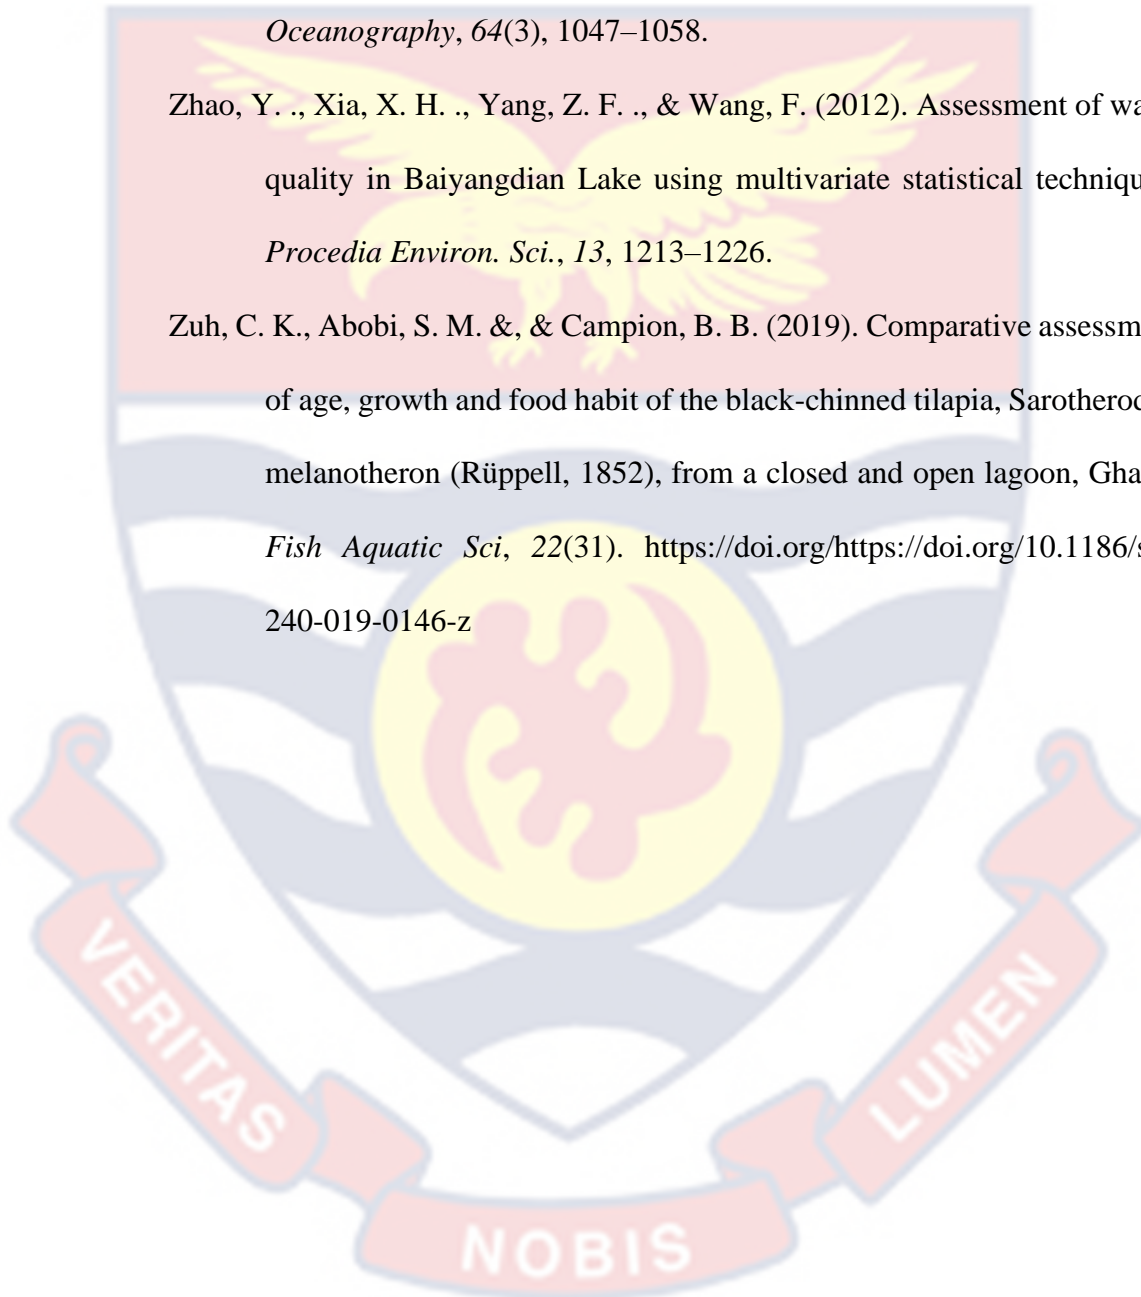 Oceanography, 64(3), 1047–1058.
Zhao, Y. ., Xia, X. H. ., Yang, Z. F. ., & Wang, F. (2012). Assessment of wa
quality in Baiyangdian Lake using multivariate statistical techniqu
Procedia Environ. Sci., 13, 1213–1226.
Zuh, C. K., Abobi, S. M. &, & Campion, B. B. (2019). Comparative assessm
of age, growth and food habit of the black-chinned tilapia, Sarothero
melanotheron (Rüppell, 1852), from a closed and open lagoon, Gha
Fish Aquatic Sci, 22(31). https://doi.org/https://doi.org/10.1186/s
240-019-0146-z
VERITAS
NOBIS
LUMEN